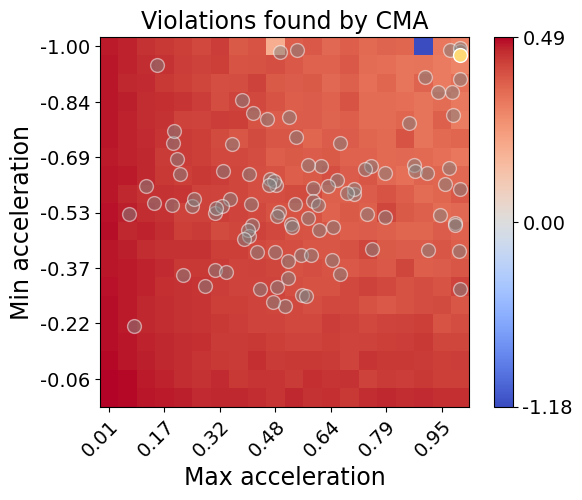 Violations found by CMA
Min acceleration
-1.00
-0.84
-0.69
-0.53
-0.37
-0.22
-0.06
0.01 0.17 0.32 0.48 0.64 0.79 0.95
Max acceleration
0.49
0.00
-1.18